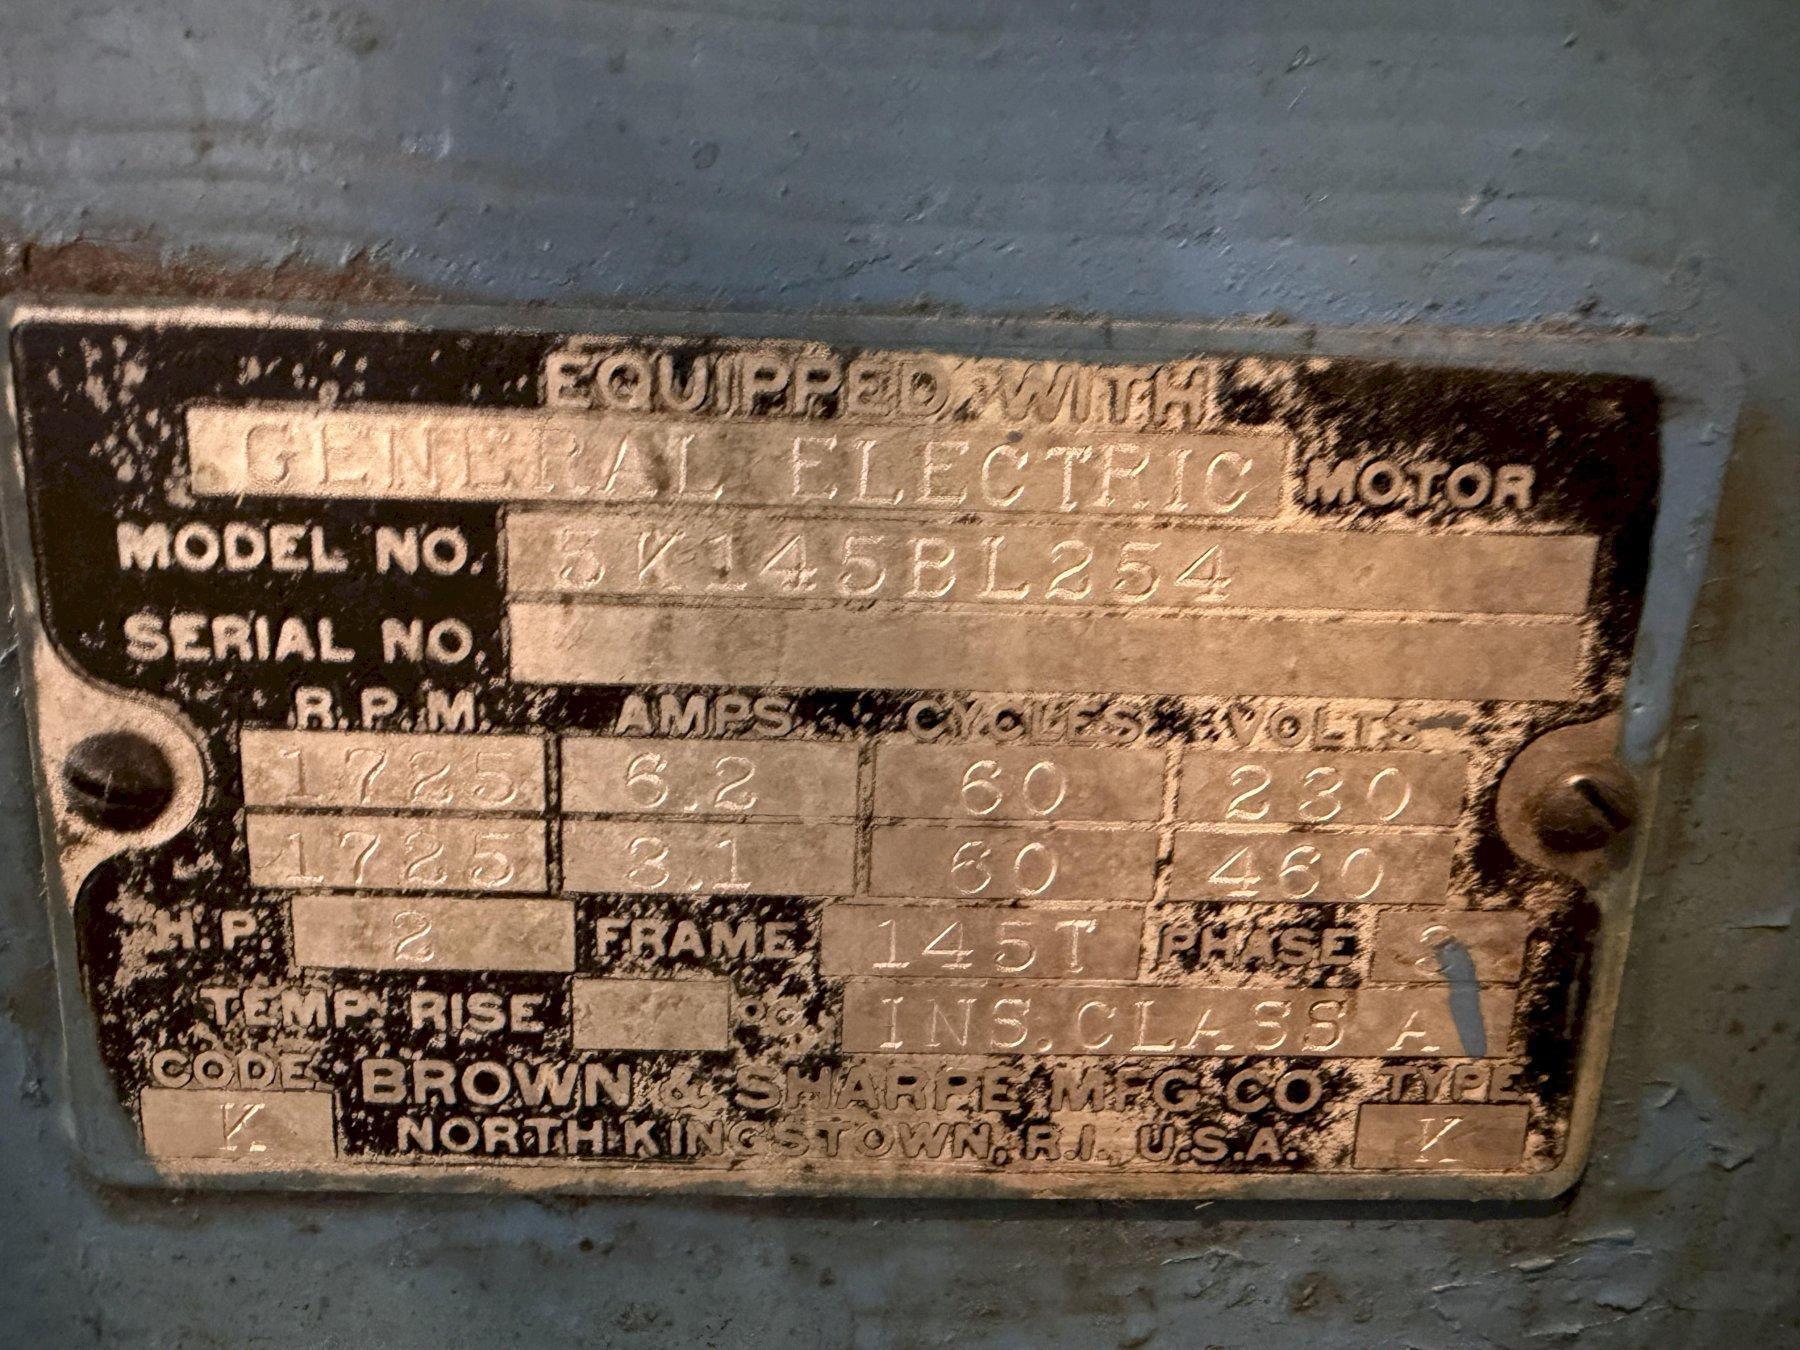 EQUIPPED WITH
GENERAL ELECTRIC MOTOR
MODEL NO. 5K145BL254
SERIAL NO.
R.P.M. AMPS CYCLES VOLTS
1725 6.2 60 230
1725 3.1 60 460
H.P. 2 FRAME 145T PHASE
TEMP. RISE °C. INS. CLASS A
CODE BROWN & SHARPE MFG CO TYPE
K NORTH KINGSTOWN, R.I., U.S.A. K